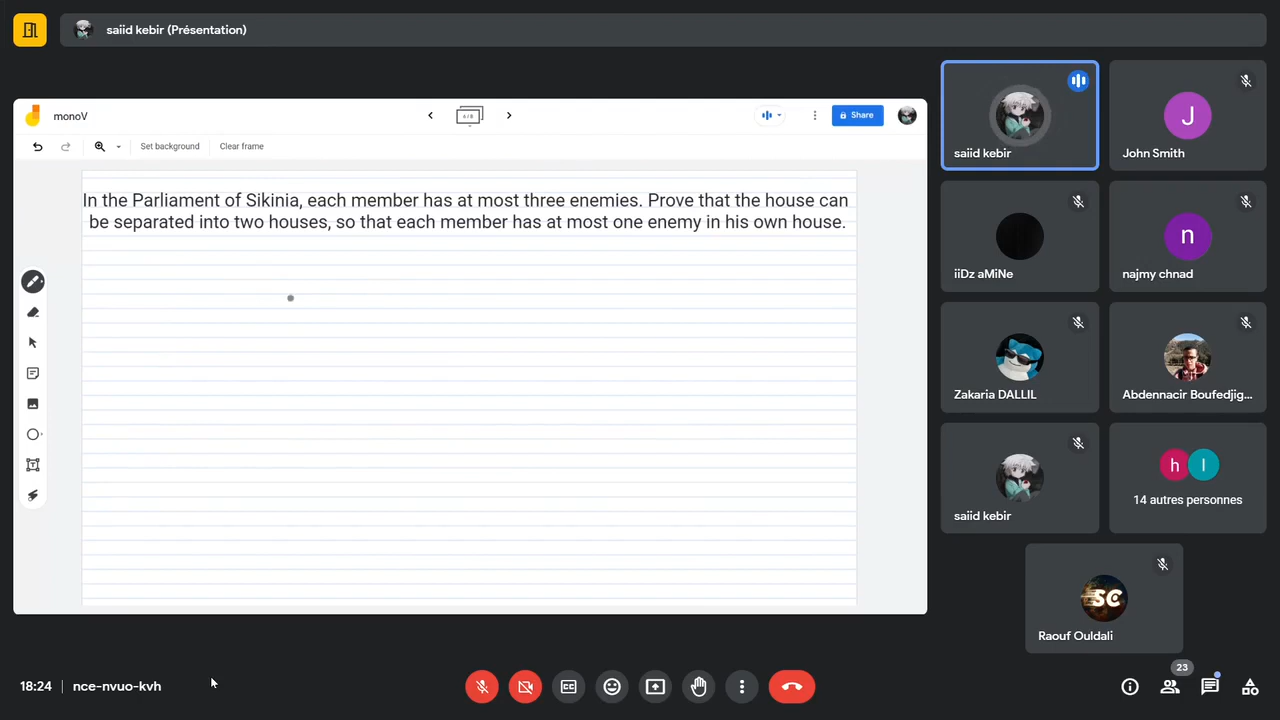 saiid kebir (Présentation)
monoV
4/8
Share
Set background
Clear frame
In the Parliament of Sikinia, each member has at most three enemies. Prove that the house can
be separated into two houses, so that each member has at most one enemy in his own house.
saiid kebir
J
John Smith
iiDz aMiNe
n
najmy chnad
Zakaria DALLIL
Abdennacir Boufedjig...
saiid kebir
h
l
14 autres personnes
SC
Raouf Ouldali
18:24
nce-nvuo-kvh
23